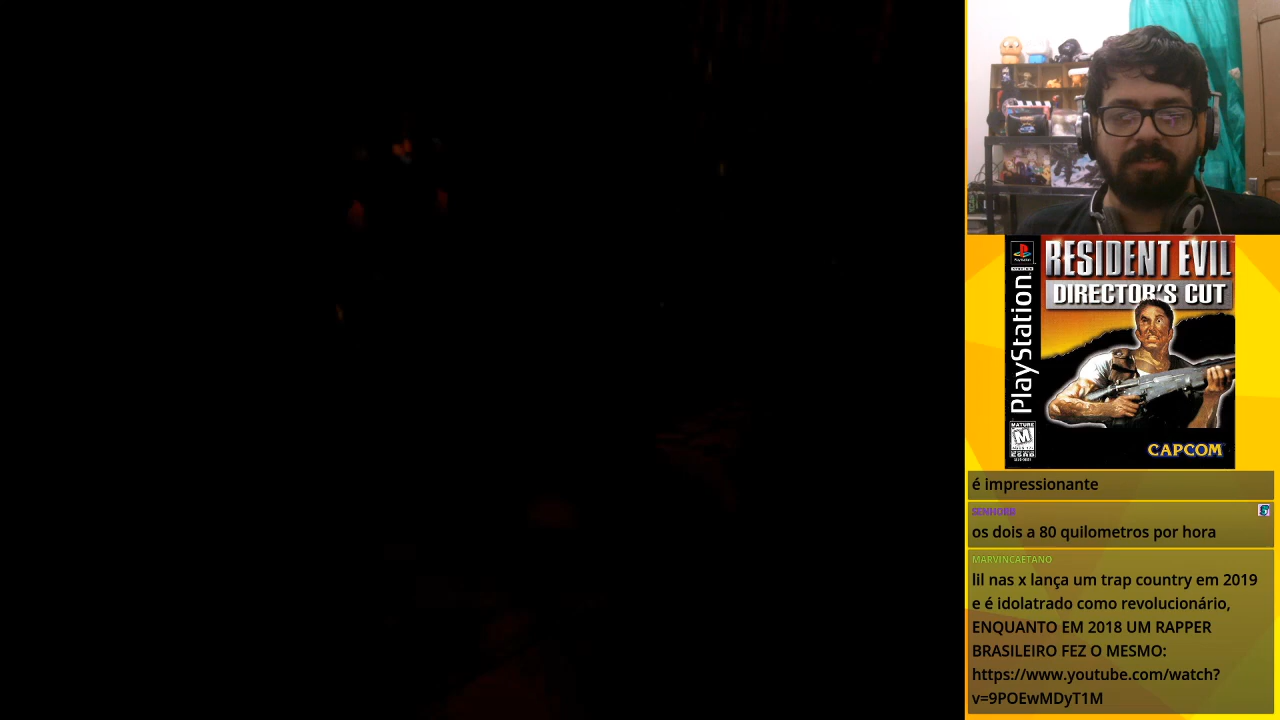 RESIDENT EVIL
DIRECTOR'S CUT
PlayStation
MATURE
M
CAPCOM
é impressionante
SENHORB
os dois a 80 quilometros por hora
MARVINCAETANO
lil nas x lança um trap country em 2019
e é idolatrado como revolucionário,
ENQUANTO EM 2018 UM RAPPER
BRASILEIRO FEZ O MESMO:
https://www.youtube.com/watch?
v=9POEwMDyT1M